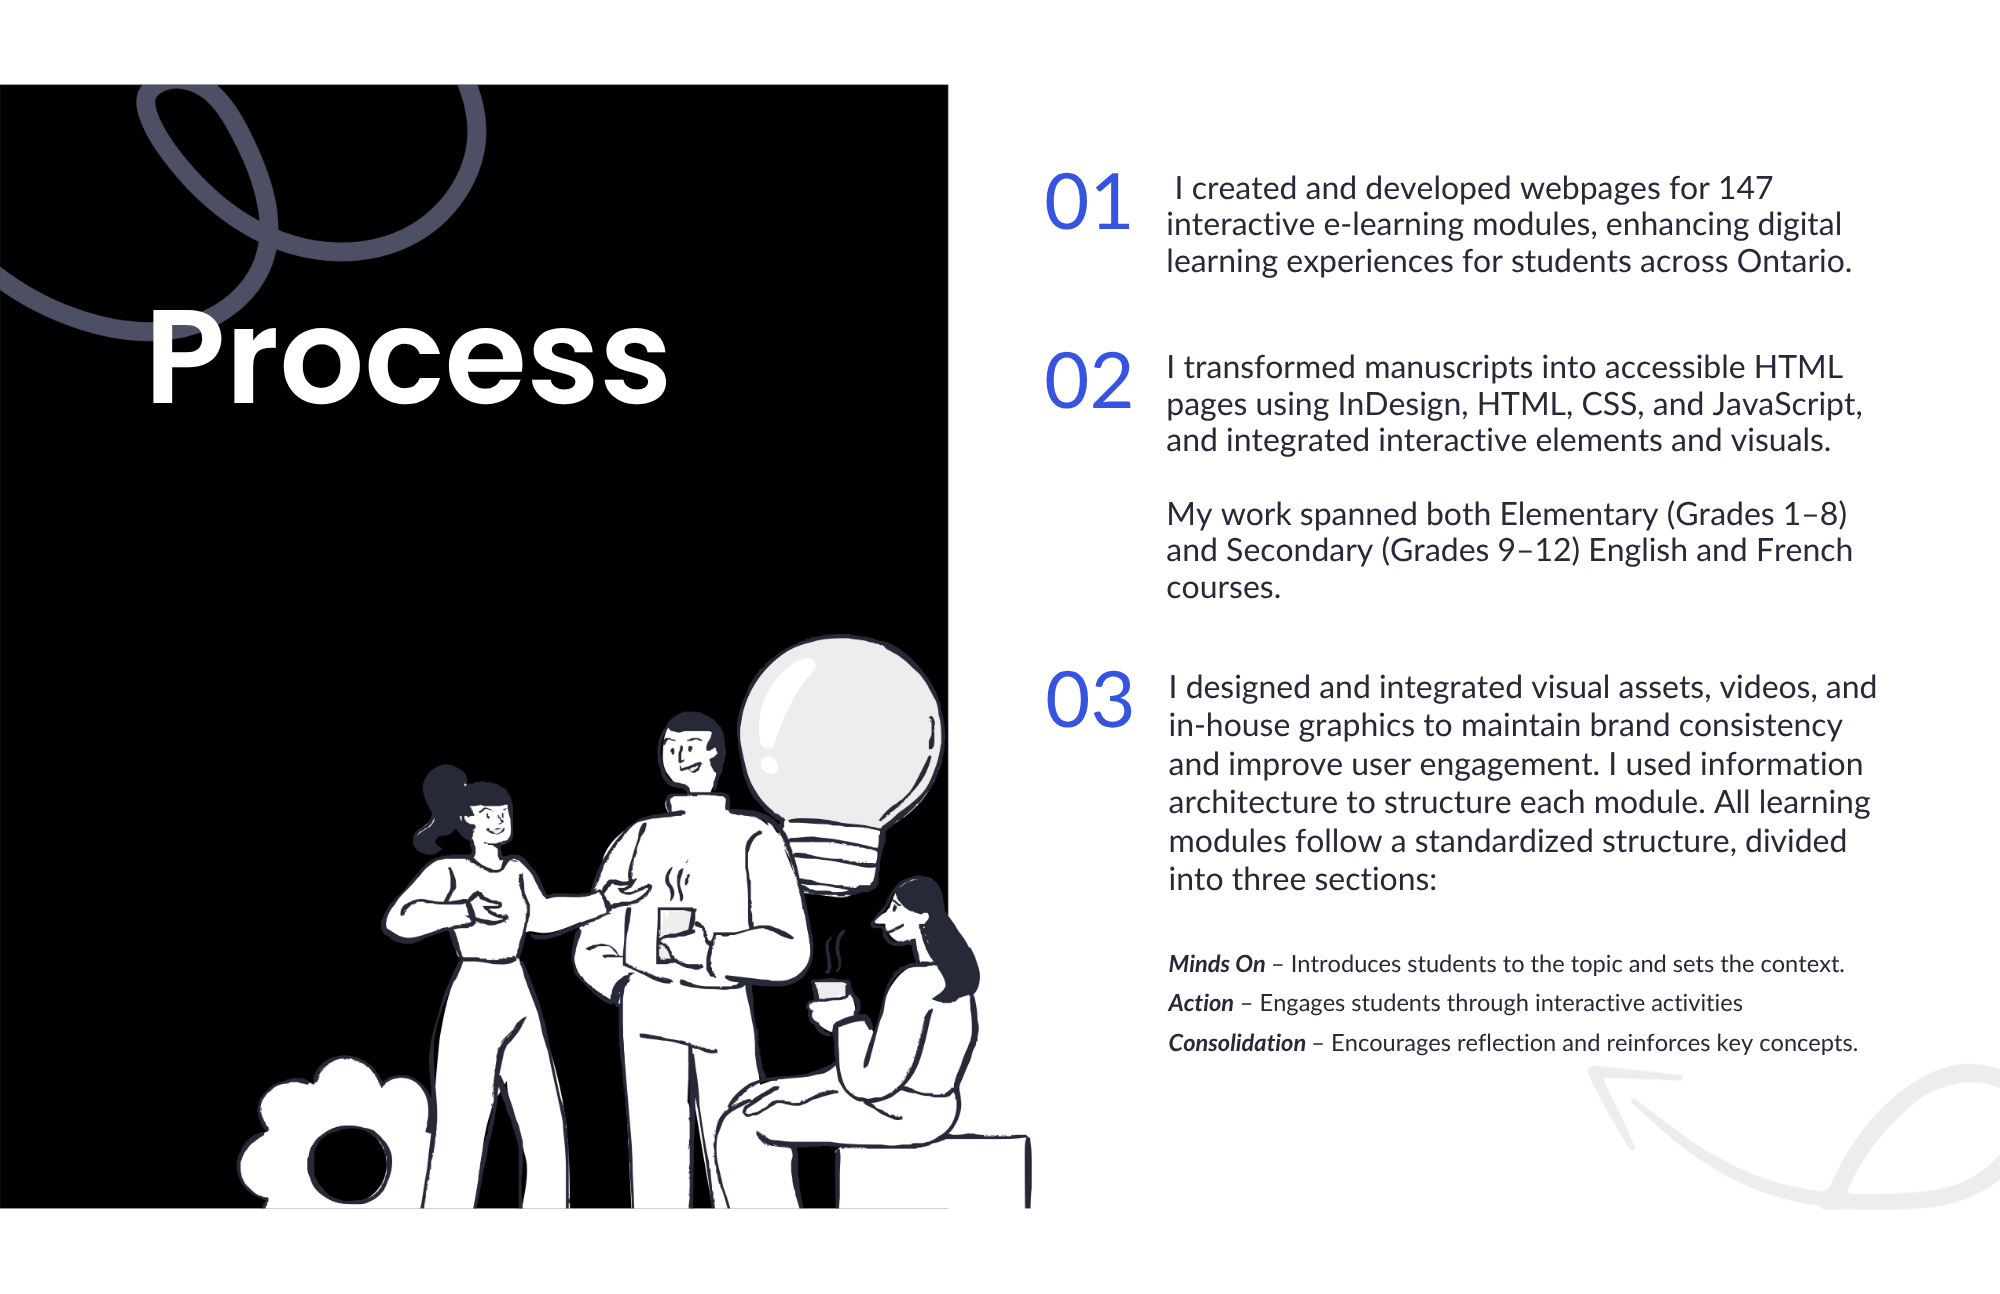 Process
01
I created and developed webpages for 147
interactive e-learning modules, enhancing digital
learning experiences for students across Ontario.
02
I transformed manuscripts into accessible HTML
pages using InDesign, HTML, CSS, and JavaScript,
and integrated interactive elements and visuals.
My work spanned both Elementary (Grades 1–8)
and Secondary (Grades 9–12) English and French
courses.
03
I designed and integrated visual assets, videos, and
in-house graphics to maintain brand consistency
and improve user engagement. I used information
architecture to structure each module. All learning
modules follow a standardized structure, divided
into three sections:
Minds On – Introduces students to the topic and sets the context.
Action – Engages students through interactive activities
Consolidation – Encourages reflection and reinforces key concepts.